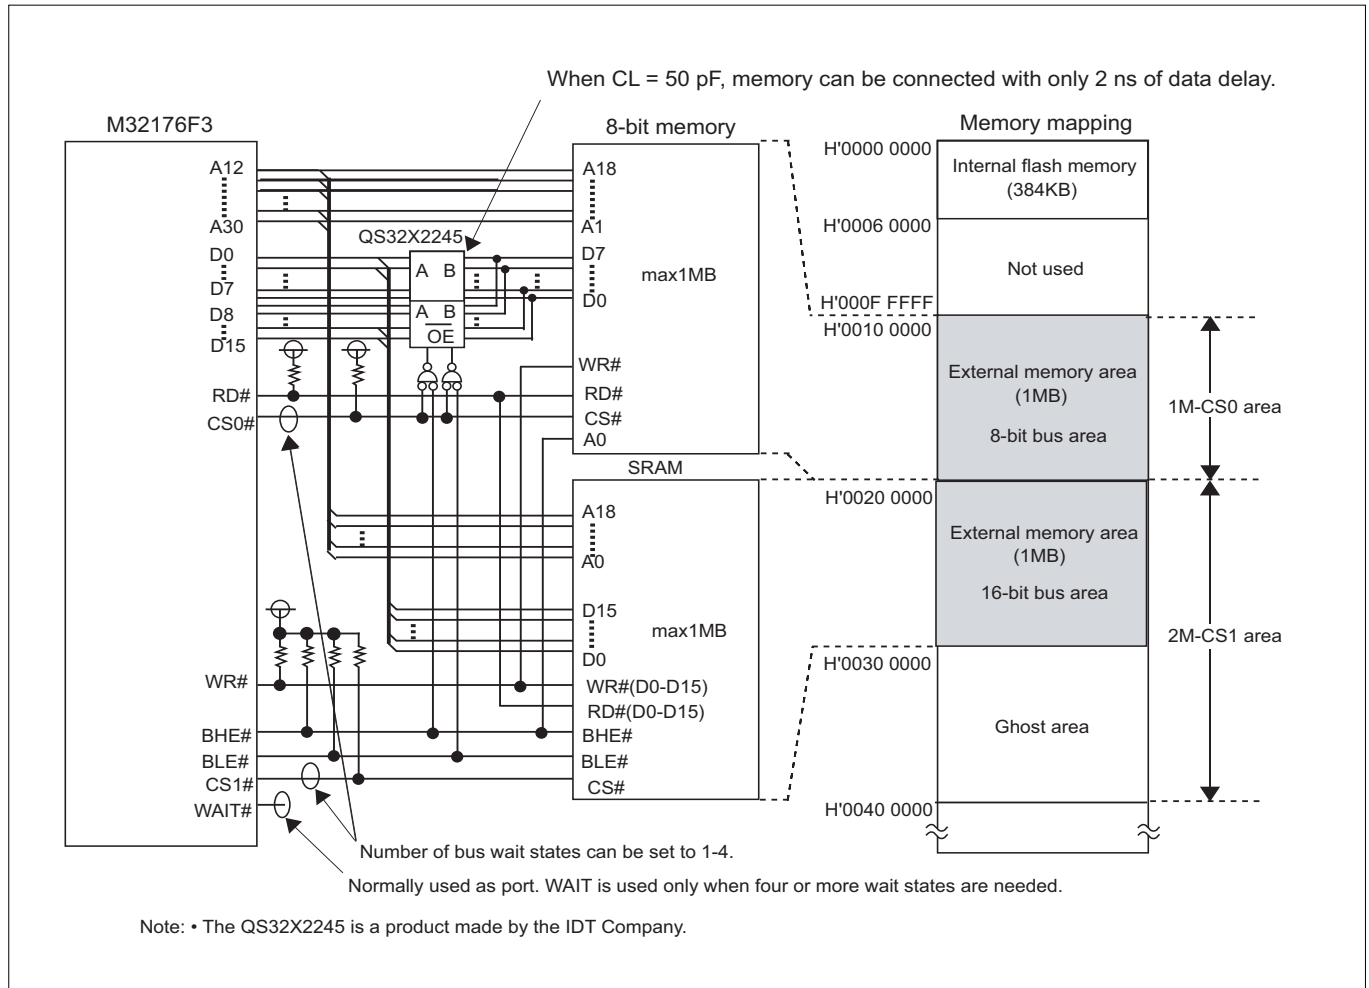 When CL = 50 pF, memory can be connected with only 2 ns of data delay.
M32176F3
8-bit memory
Memory mapping
A12
A30
D0
D7
D8
D15
RD#
CS0#
WR#
BHE#
BLE#
CS1#
WAIT#
QS32X2245
A B
A B
OE
A18
A1
D7
D0
max1MB
WR#
RD#
CS#
A0
SRAM
A18
A0
D15
D0
max1MB
WR#(D0-D15)
RD#(D0-D15)
BHE#
BLE#
CS#
H'0000 0000
Internal flash memory
(384KB)
H'0006 0000
Not used
H'000F FFFF
H'0010 0000
External memory area
(1MB)
8-bit bus area
1M-CS0 area
H'0020 0000
External memory area
(1MB)
16-bit bus area
2M-CS1 area
H'0030 0000
Ghost area
H'0040 0000
Number of bus wait states can be set to 1-4.
Normally used as port. WAIT is used only when four or more wait states are needed.
Note: • The QS32X2245 is a product made by the IDT Company.